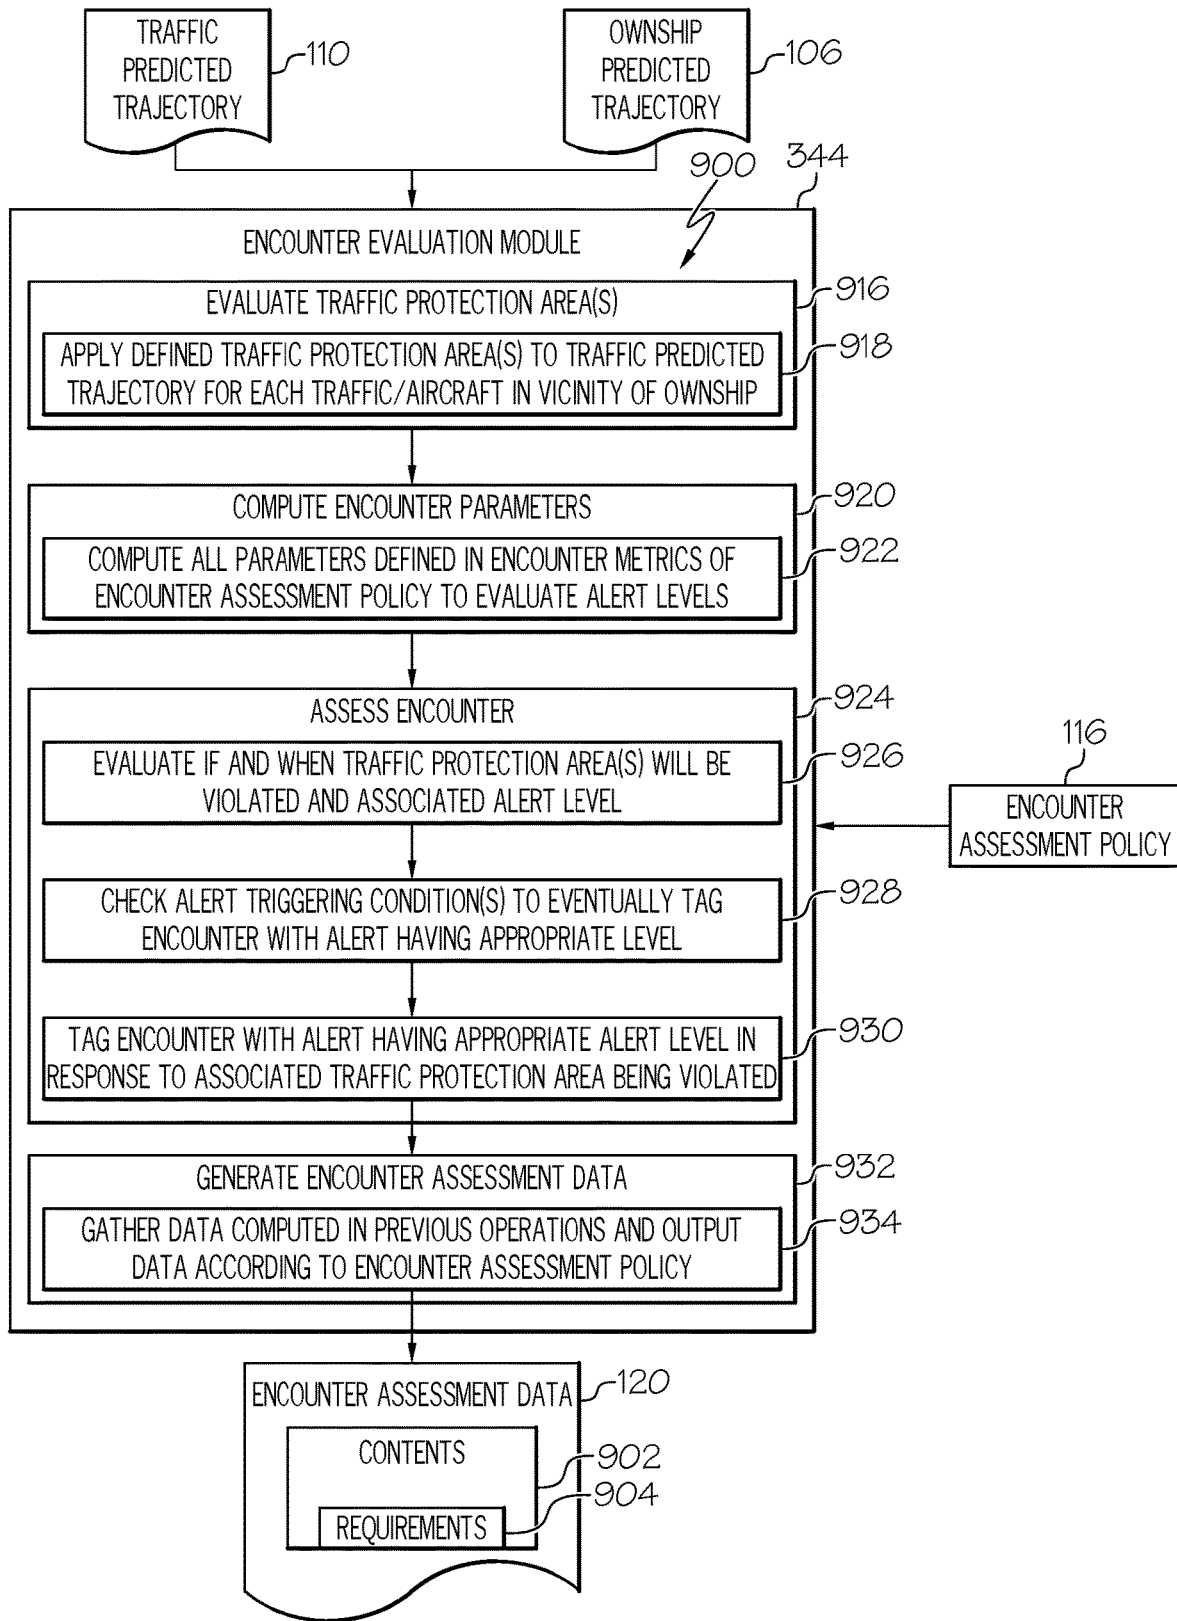 TRAFFIC
PREDICTED
TRAJECTORY
110
OWNSHIP
PREDICTED
TRAJECTORY
106
900
344
ENCOUNTER EVALUATION MODULE
EVALUATE TRAFFIC PROTECTION AREA(S)
916
APPLY DEFINED TRAFFIC PROTECTION AREA(S) TO TRAFFIC PREDICTED
TRAJECTORY FOR EACH TRAFFIC/AIRCRAFT IN VICINITY OF OWNSHIP
918
COMPUTE ENCOUNTER PARAMETERS
920
COMPUTE ALL PARAMETERS DEFINED IN ENCOUNTER METRICS OF
ENCOUNTER ASSESSMENT POLICY TO EVALUATE ALERT LEVELS
922
ASSESS ENCOUNTER
924
EVALUATE IF AND WHEN TRAFFIC PROTECTION AREA(S) WILL BE
VIOLATED AND ASSOCIATED ALERT LEVEL
926
116
ENCOUNTER
ASSESSMENT POLICY
CHECK ALERT TRIGGERING CONDITION(S) TO EVENTUALLY TAG
ENCOUNTER WITH ALERT HAVING APPROPRIATE LEVEL
928
TAG ENCOUNTER WITH ALERT HAVING APPROPRIATE ALERT LEVEL IN
RESPONSE TO ASSOCIATED TRAFFIC PROTECTION AREA BEING VIOLATED
930
GENERATE ENCOUNTER ASSESSMENT DATA
932
GATHER DATA COMPUTED IN PREVIOUS OPERATIONS AND OUTPUT
DATA ACCORDING TO ENCOUNTER ASSESSMENT POLICY
934
ENCOUNTER ASSESSMENT DATA
120
CONTENTS
902
904
REQUIREMENTS